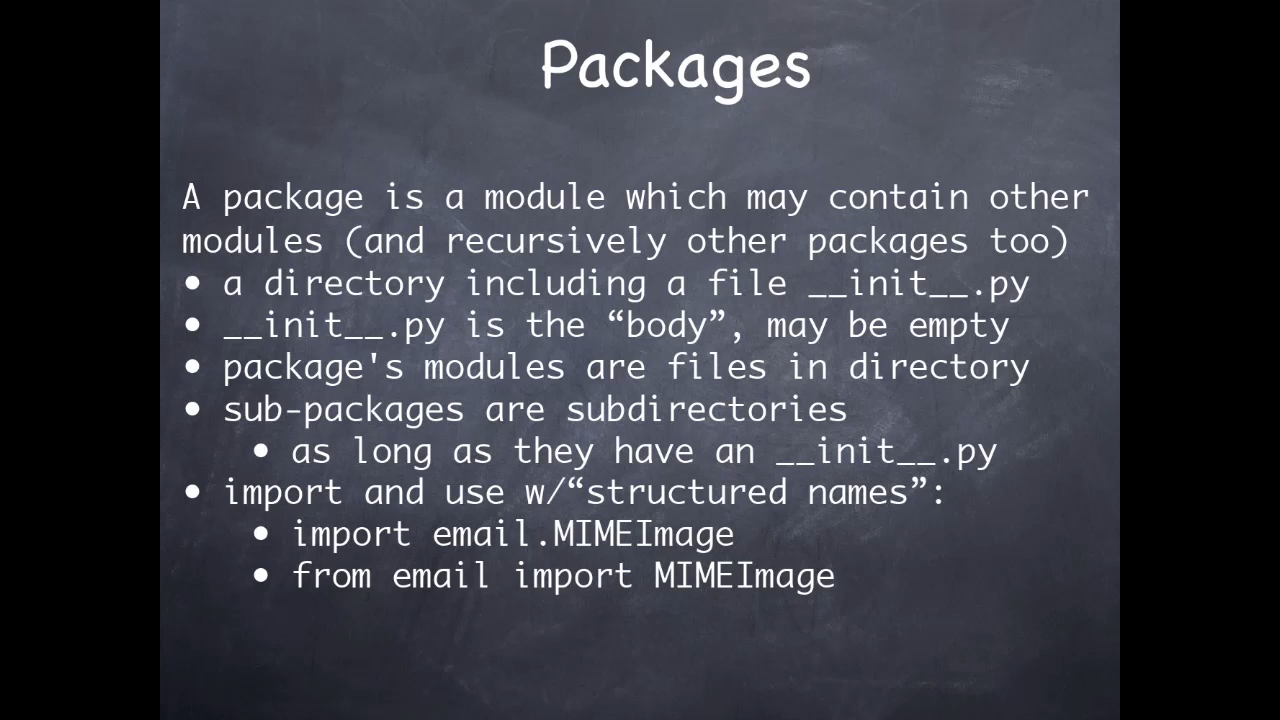 Packages
A package is a module which may contain other
modules (and recursively other packages too)
• a directory including a file __init__.py
• __init__.py is the “body”, may be empty
• package's modules are files in directory
• sub-packages are subdirectories
• as long as they have an __init__.py
• import and use w/“structured names”:
• import email.MIMEImage
• from email import MIMEImage